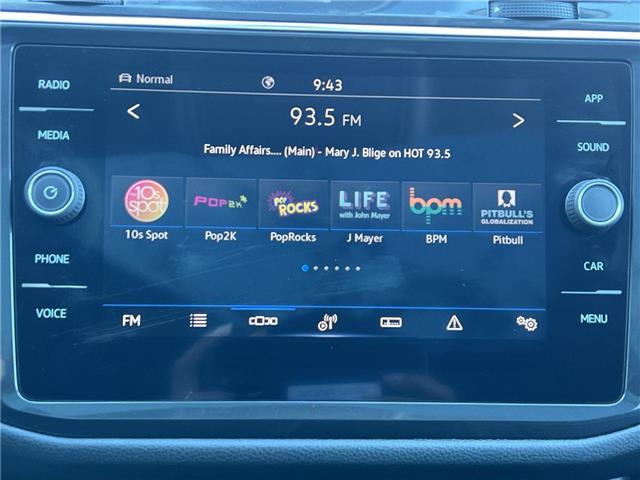 RADIO
MEDIA
PHONE
VOICE
Normal
9:43
93.5 FM
Family Affairs.... (Main) - Mary J. Blige on HOT 93.5
10s spot
POP2K
POP ROCKS
LIFE
with John Mayer
bpm
PITBULL'S
GLOBALIZATION
10s Spot
Pop2K
PopRocks
J Mayer
BPM
Pitbull
FM
APP
SOUND
CAR
MENU